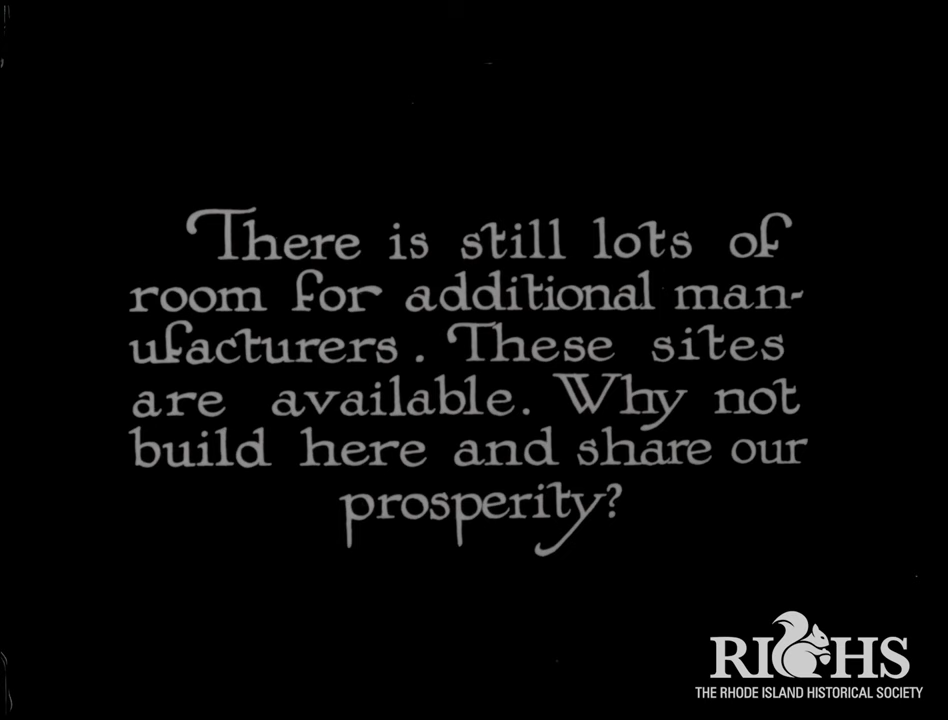 There is still lots of
room for additional man-
ufacturers. These sites
are available. Why not
build here and share our
prosperity?
RIHS
THE RHODE ISLAND HISTORICAL SOCIETY